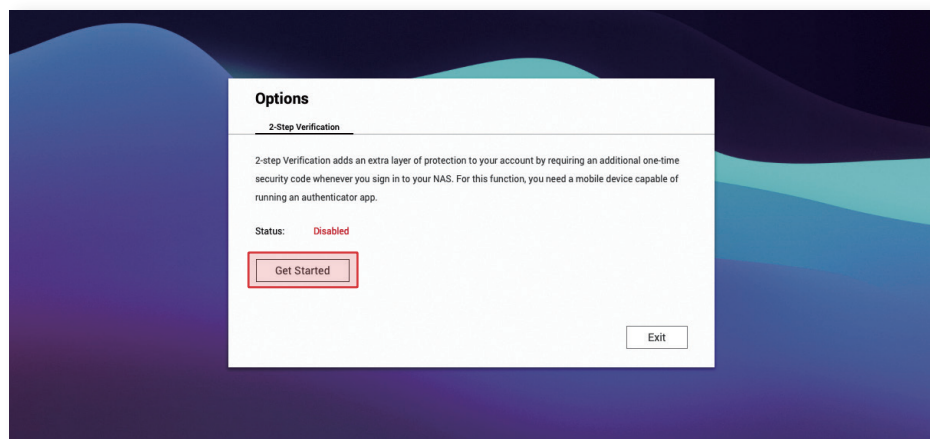 Options
2-Step Verification
2-step Verification adds an extra layer of protection to your account by requiring an additional one-time
security code whenever you sign in to your NAS. For this function, you need a mobile device capable of
running an authenticator app.
Status: Disabled
Get Started
Exit